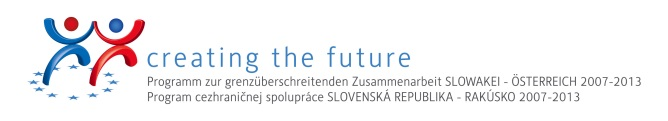 creating the future
Programm zur grenzüberschreitenden Zusammenarbeit SLOWAKEI - ÖSTERREICH 2007-2013
Program cezhraničnej spolupráce SLOVENSKÁ REPUBLIKA - RAKÚSKO 2007-2013